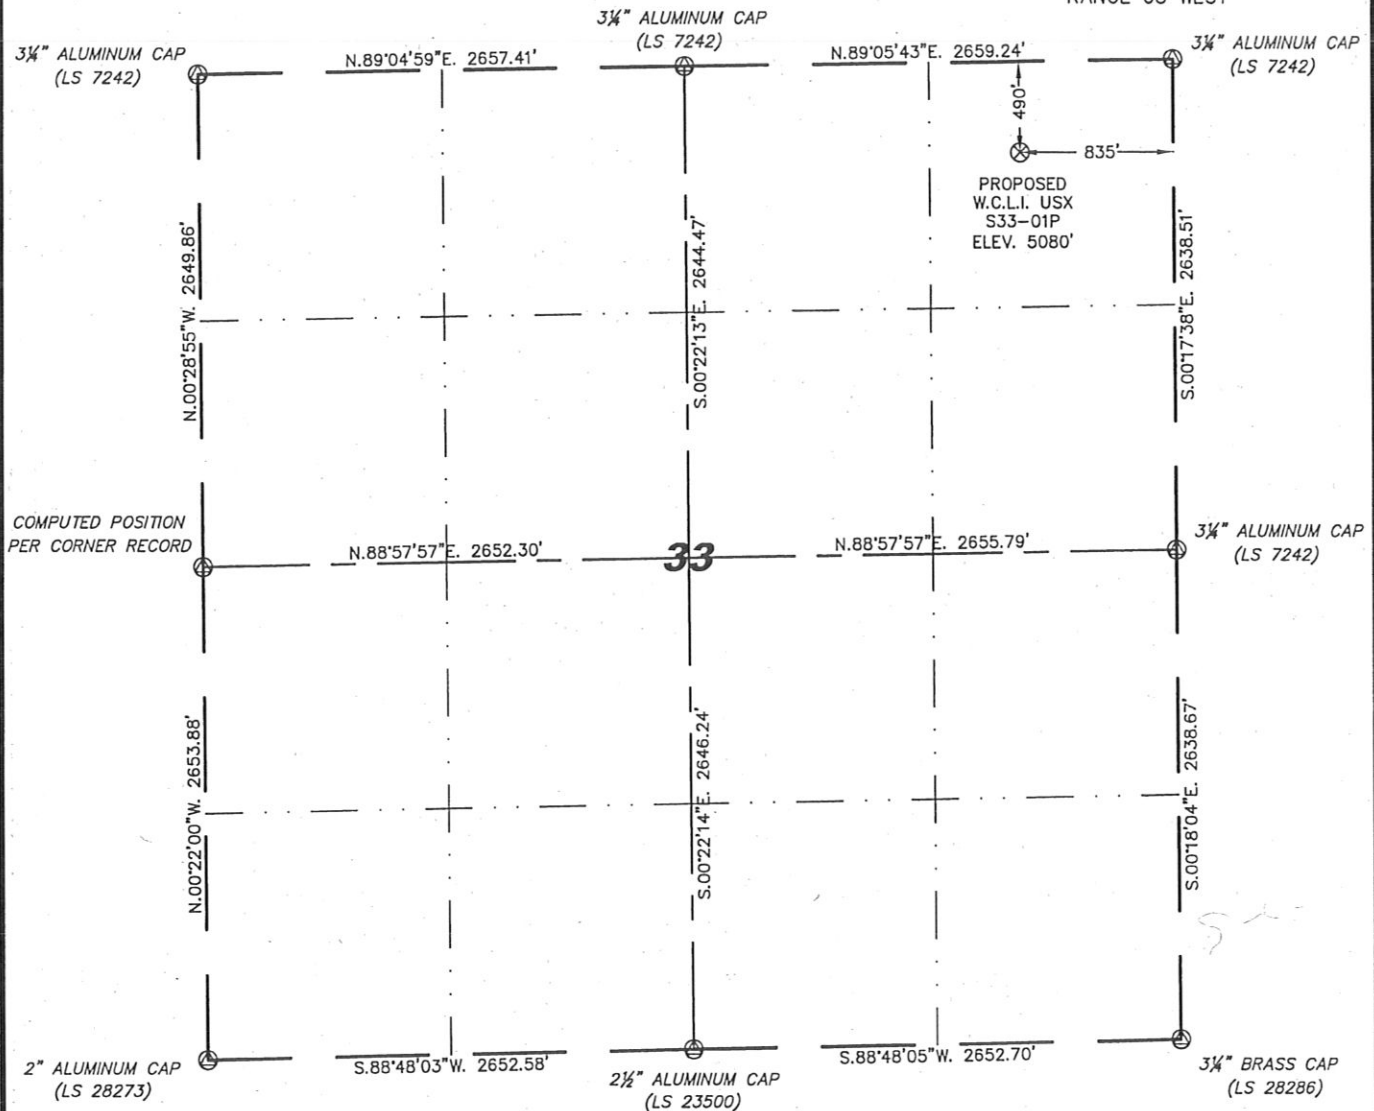 RANGE 65 WEST
3¼" ALUMINUM CAP
(LS 7242)
3¼" ALUMINUM CAP
(LS 7242)
3¼" ALUMINUM CAP
(LS 7242)
N.89°04'59"E. 2657.41'
N.89°05'43"E. 2659.24'
490'
835'
PROPOSED
W.C.L.I. USX
S33-01P
ELEV. 5080'
N.00°28'55"W. 2649.86'
S.00°22'13"E. 2644.47'
S.00°17'38"E. 2638.51'
COMPUTED POSITION
PER CORNER RECORD
N.88°57'57"E. 2652.30'
33
N.88°57'57"E. 2655.79'
3¼" ALUMINUM CAP
(LS 7242)
N.00°22'00"W. 2653.88'
S.00°22'14"E. 2646.24'
S.00°18'04"E. 2638.67'
2" ALUMINUM CAP
(LS 28273)
S.88°48'03"W. 2652.58'
2½" ALUMINUM CAP
(LS 23500)
S.88°48'05"W. 2652.70'
3¼" BRASS CAP
(LS 28286)